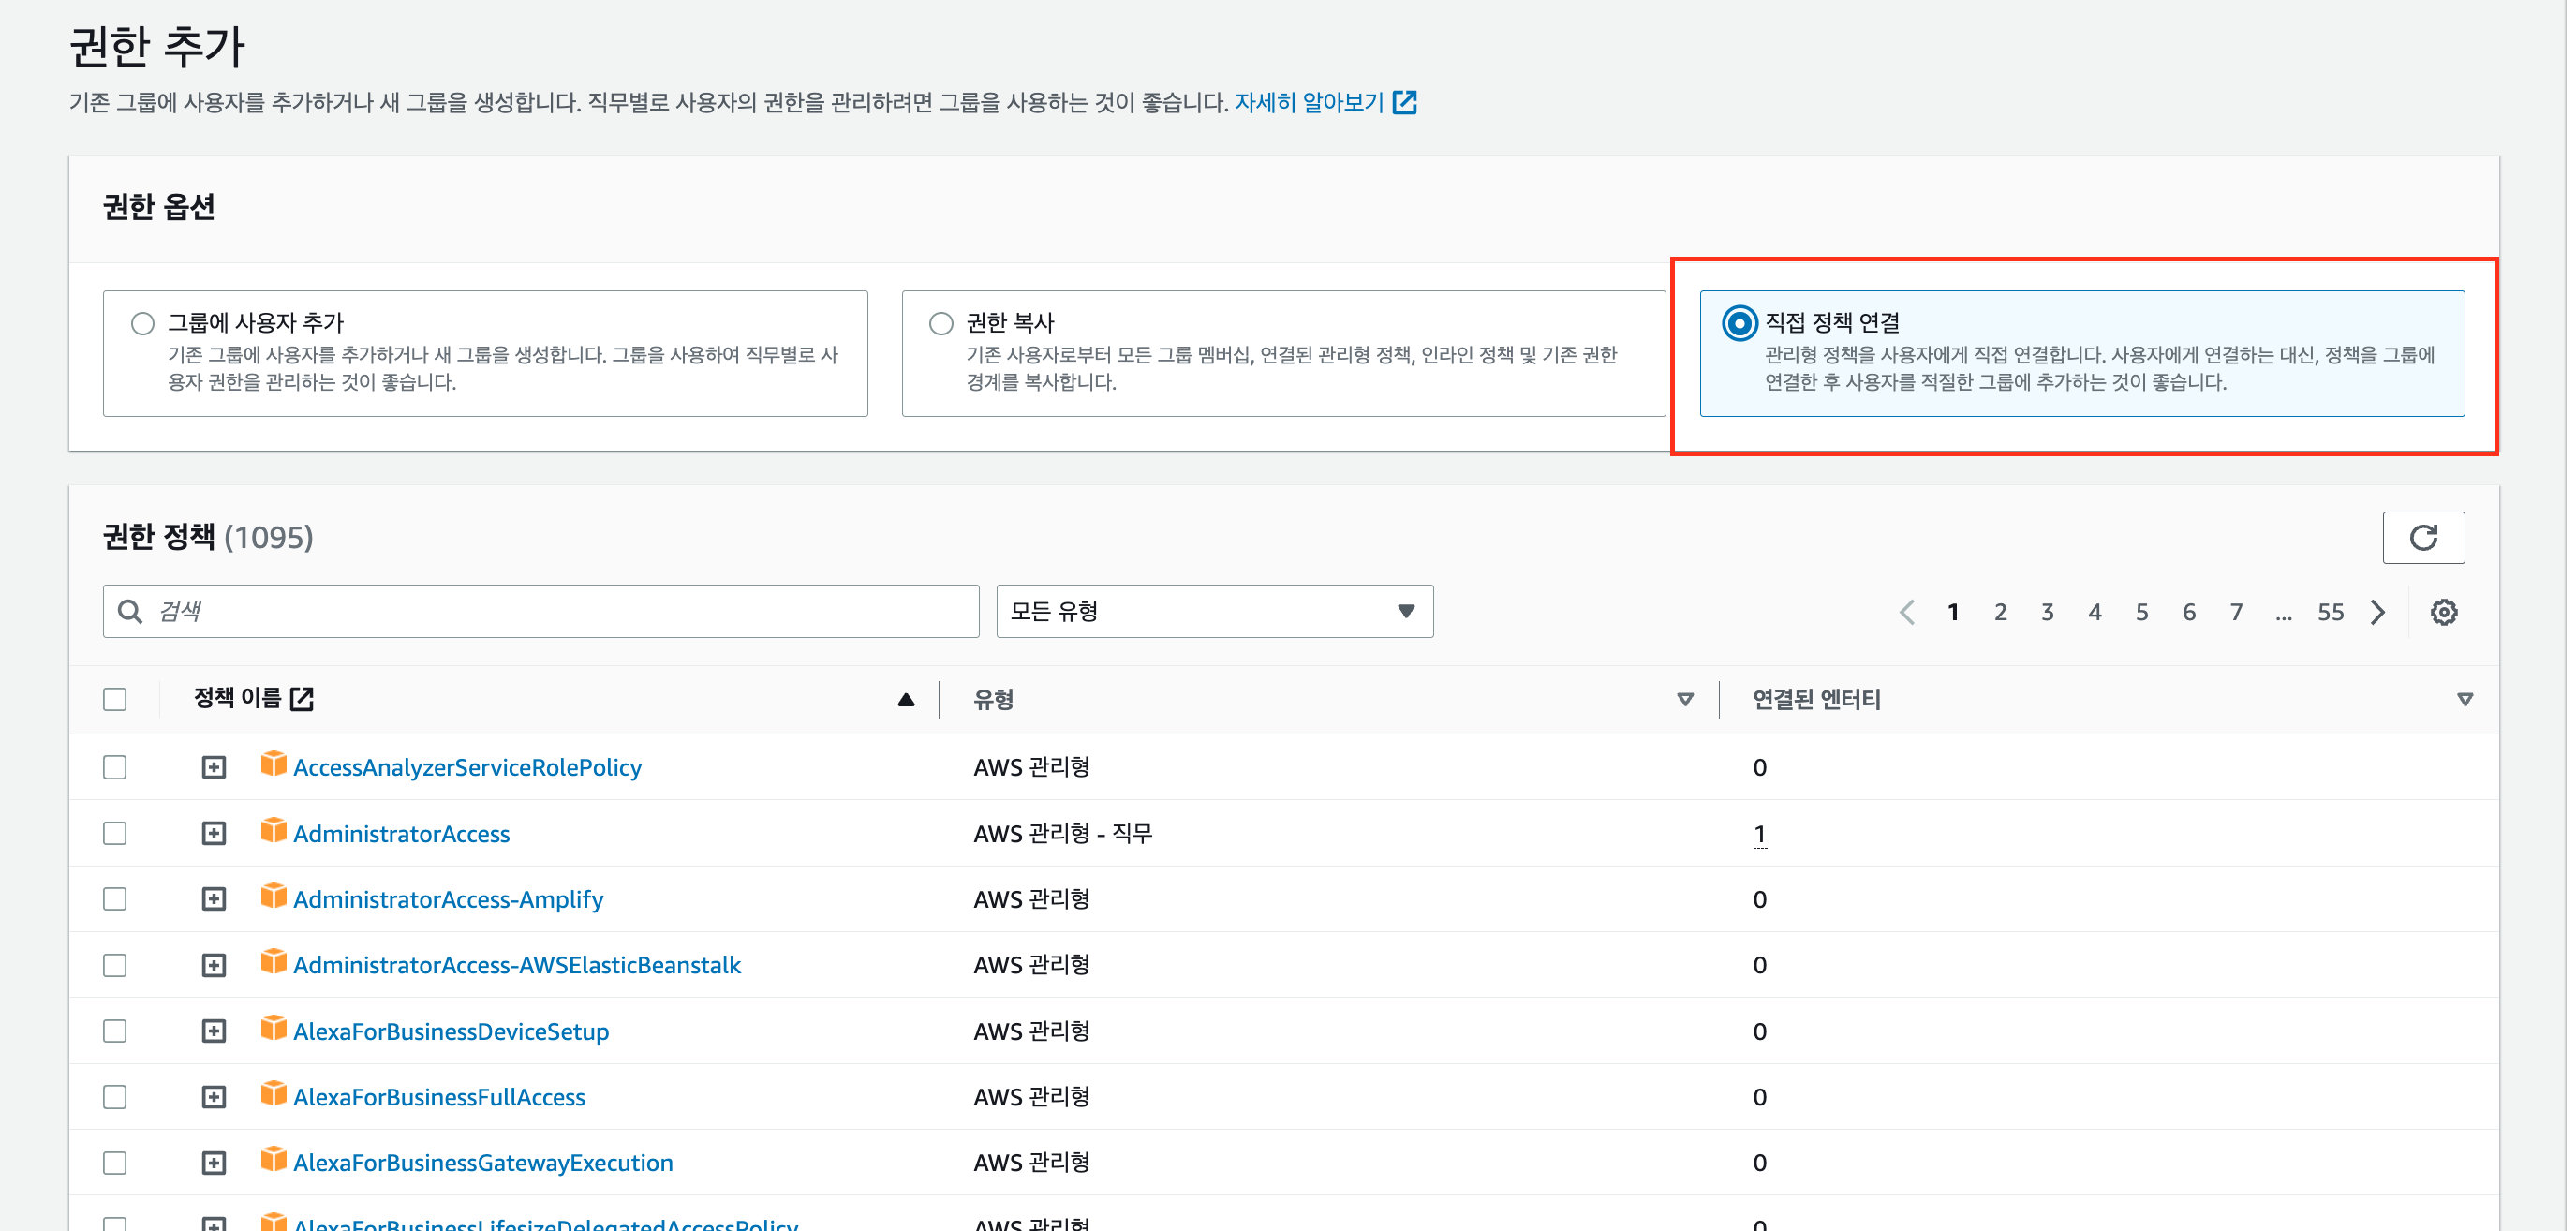 권한 추가
기존 그룹에 사용자를 추가하거나 새 그룹을 생성합니다. 직무별로 사용자의 권한을 관리하려면 그룹을 사용하는 것이 좋습니다. 자세히 알아보기
권한 옵션
그룹에 사용자 추가
기존 그룹에 사용자를 추가하거나 새 그룹을 생성합니다. 그룹을 사용하여 직무별로 사
용자 권한을 관리하는 것이 좋습니다.
권한 복사
기존 사용자로부터 모든 그룹 멤버십, 연결된 관리형 정책, 인라인 정책 및 기존 권한
경계를 복사합니다.
직접 정책 연결
관리형 정책을 사용자에게 직접 연결합니다. 사용자에게 연결하는 대신, 정책을 그룹에
연결한 후 사용자를 적절한 그룹에 추가하는 것이 좋습니다.
권한 정책 (1095)
검색 모든 유형 1 2 3 4 5 6 7 ... 55
정책 이름 유형 연결된 엔터티
AccessAnalyzerServiceRolePolicy AWS 관리형 0
AdministratorAccess AWS 관리형 - 직무 1
AdministratorAccess-Amplify AWS 관리형 0
AdministratorAccess-AWSElasticBeanstalk AWS 관리형 0
AlexaForBusinessDeviceSetup AWS 관리형 0
AlexaForBusinessFullAccess AWS 관리형 0
AlexaForBusinessGatewayExecution AWS 관리형 0
AlexaForBusinessLifesizeDelegatedAccessPolicy AWS 관리형 0